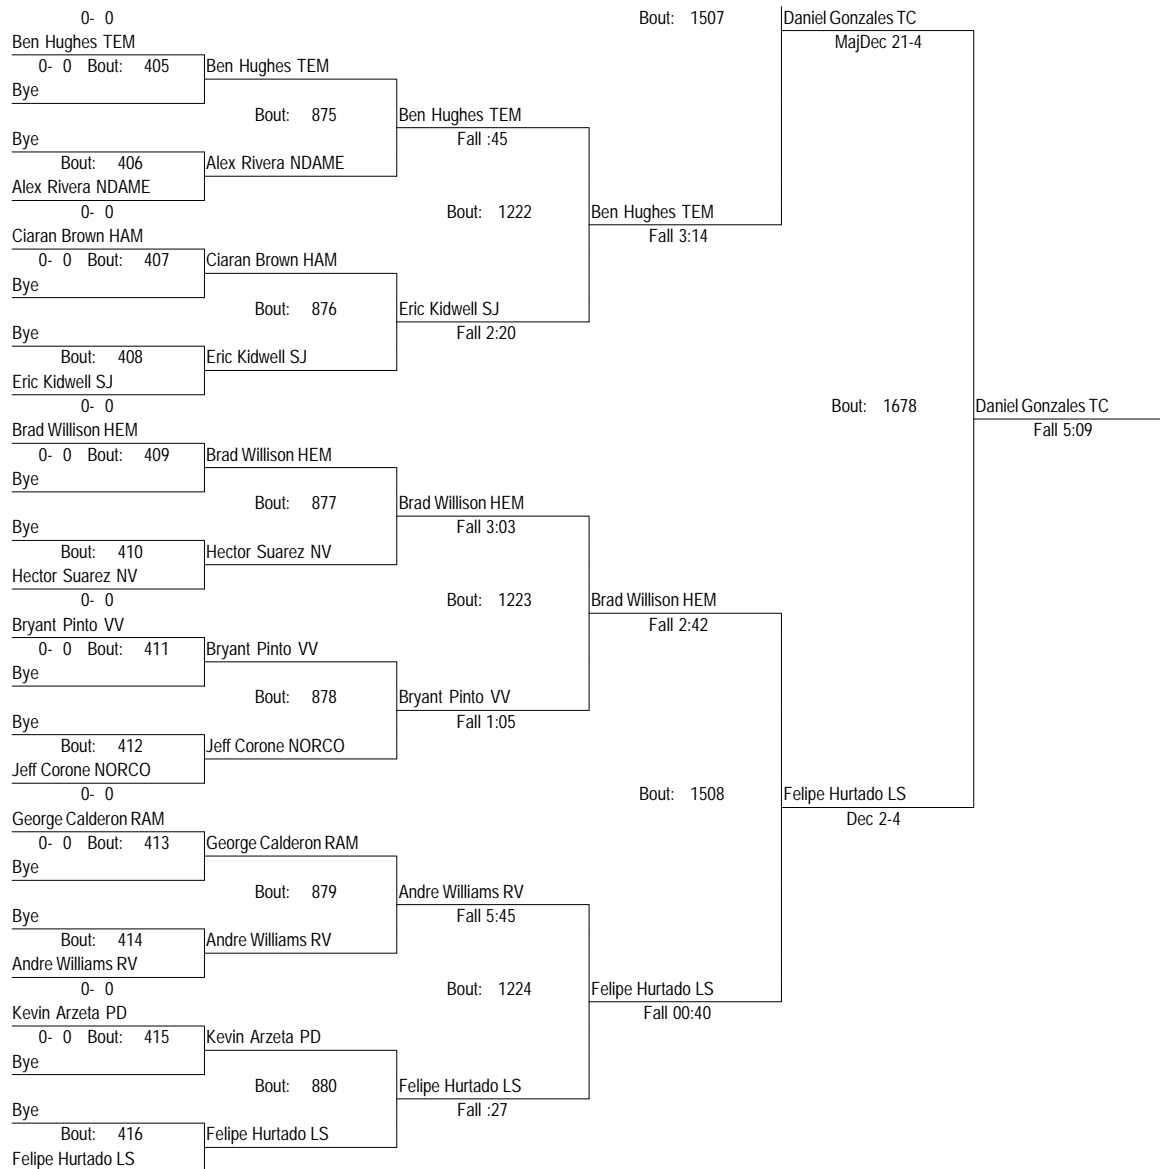 0- 0
Bout: 1507
Daniel Gonzales TC
Ben Hughes TEM
MajDec 21-4
0- 0 Bout: 405
Ben Hughes TEM
Bye
Bout: 875
Ben Hughes TEM
Bye
Fall :45
Bout: 406
Alex Rivera NDAME
Alex Rivera NDAME
0- 0
Bout: 1222
Ben Hughes TEM
Ciaran Brown HAM
Fall 3:14
0- 0 Bout: 407
Ciaran Brown HAM
Bye
Bout: 876
Eric Kidwell SJ
Bye
Fall 2:20
Bout: 408
Eric Kidwell SJ
Eric Kidwell SJ
0- 0
Bout: 1678
Daniel Gonzales TC
Brad Willison HEM
Fall 5:09
0- 0 Bout: 409
Brad Willison HEM
Bye
Bout: 877
Brad Willison HEM
Bye
Fall 3:03
Bout: 410
Hector Suarez NV
Hector Suarez NV
0- 0
Bout: 1223
Brad Willison HEM
Bryant Pinto VV
Fall 2:42
0- 0 Bout: 411
Bryant Pinto VV
Bye
Bout: 878
Bryant Pinto VV
Bye
Fall 1:05
Bout: 412
Jeff Corone NORCO
Jeff Corone NORCO
0- 0
Bout: 1508
Felipe Hurtado LS
George Calderon RAM
Dec 2-4
0- 0 Bout: 413
George Calderon RAM
Bye
Bout: 879
Andre Williams RV
Bye
Fall 5:45
Bout: 414
Andre Williams RV
Andre Williams RV
0- 0
Bout: 1224
Felipe Hurtado LS
Kevin Arzeta PD
Fall 00:40
0- 0 Bout: 415
Kevin Arzeta PD
Bye
Bout: 880
Felipe Hurtado LS
Bye
Fall :27
Bout: 416
Felipe Hurtado LS
Felipe Hurtado LS